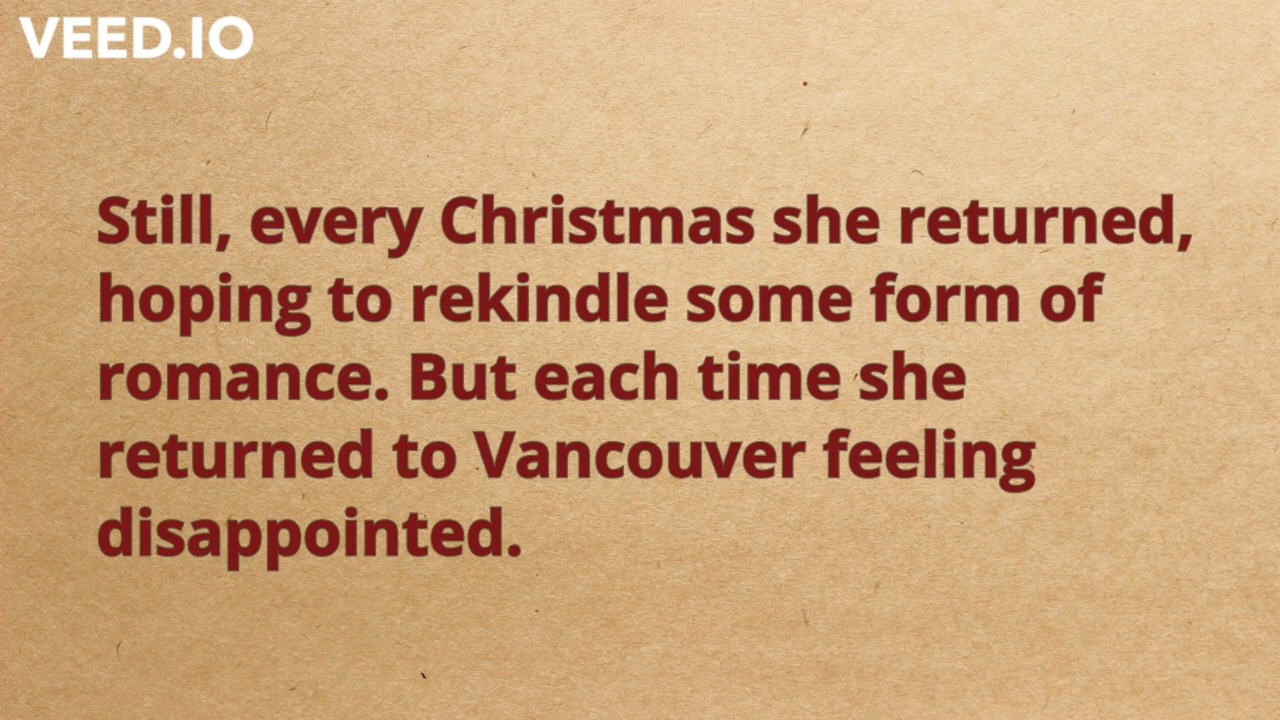 VEED.IO
Still, every Christmas she returned,
hoping to rekindle some form of
romance. But each time she
returned to Vancouver feeling
disappointed.